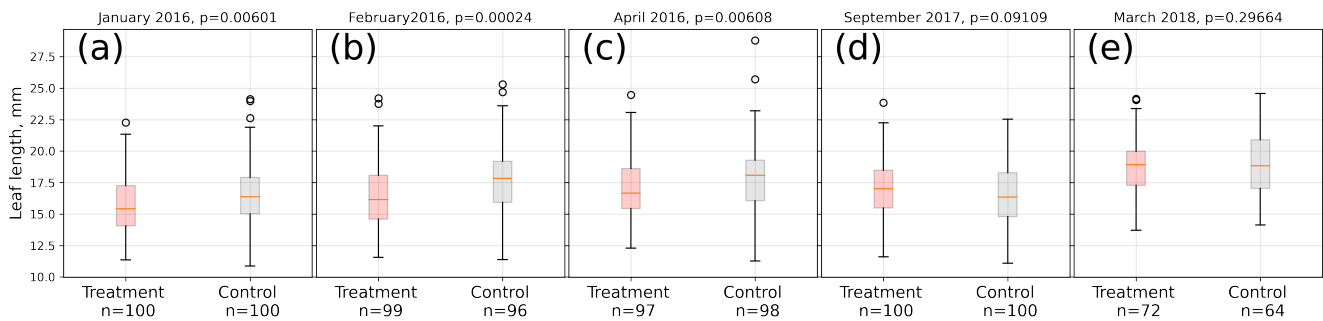 January 2016, p=0.00601
February2016, p=0.00024
April 2016, p=0.00608
September 2017, p=0.09109
March 2018, p=0.29664
(a)
(b)
(c)
(d)
(e)
Leaf length, mm
27.5
25.0
22.5
20.0
17.5
15.0
12.5
10.0
Treatment
n=100
Control
n=100
Treatment
n=99
Control
n=96
Treatment
n=97
Control
n=98
Treatment
n=100
Control
n=100
Treatment
n=72
Control
n=64